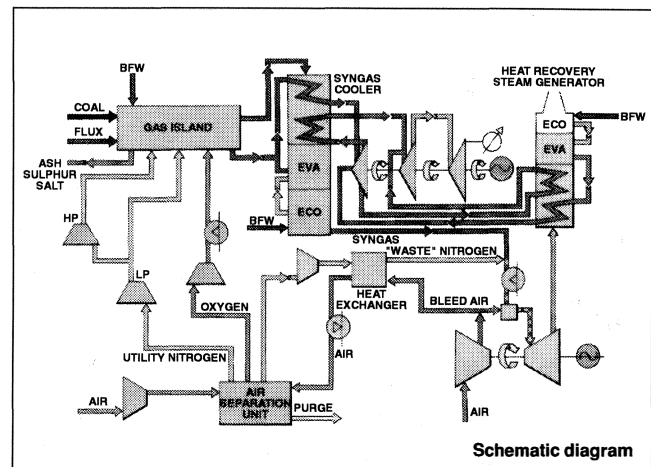 BFW
COAL
FLUX
GAS ISLAND
ASH
SULPHUR
SALT
HP
LP
OXYGEN
UTILITY NITROGEN
AIR
AIR
SEPARATION
UNIT
PURGE
SYNGAS
COOLER
EVA
ECO
BFW
SYNGAS
"WASTE" NITROGEN
HEAT
EXCHANGER
BLEED AIR
AIR
AIR
HEAT RECOVERY
STEAM GENERATOR
ECO
BFW
EVA
Schematic diagram